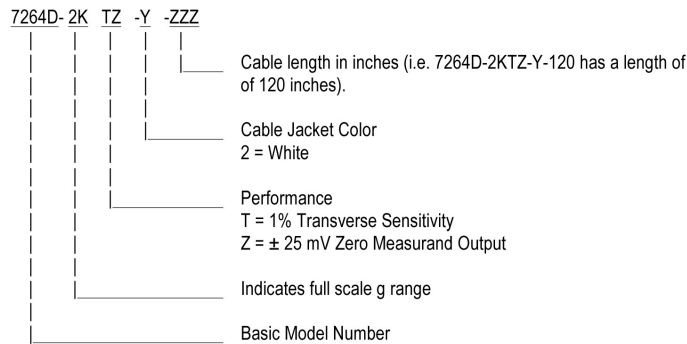 7264D- 2K TZ -Y -ZZZ
Cable length in inches (i.e. 7264D-2KTZ-Y-120 has a length of
of 120 inches).
Cable Jacket Color
2 = White
Performance
T = 1% Transverse Sensitivity
Z = ± 25 mV Zero Measurand Output
Indicates full scale g range
Basic Model Number